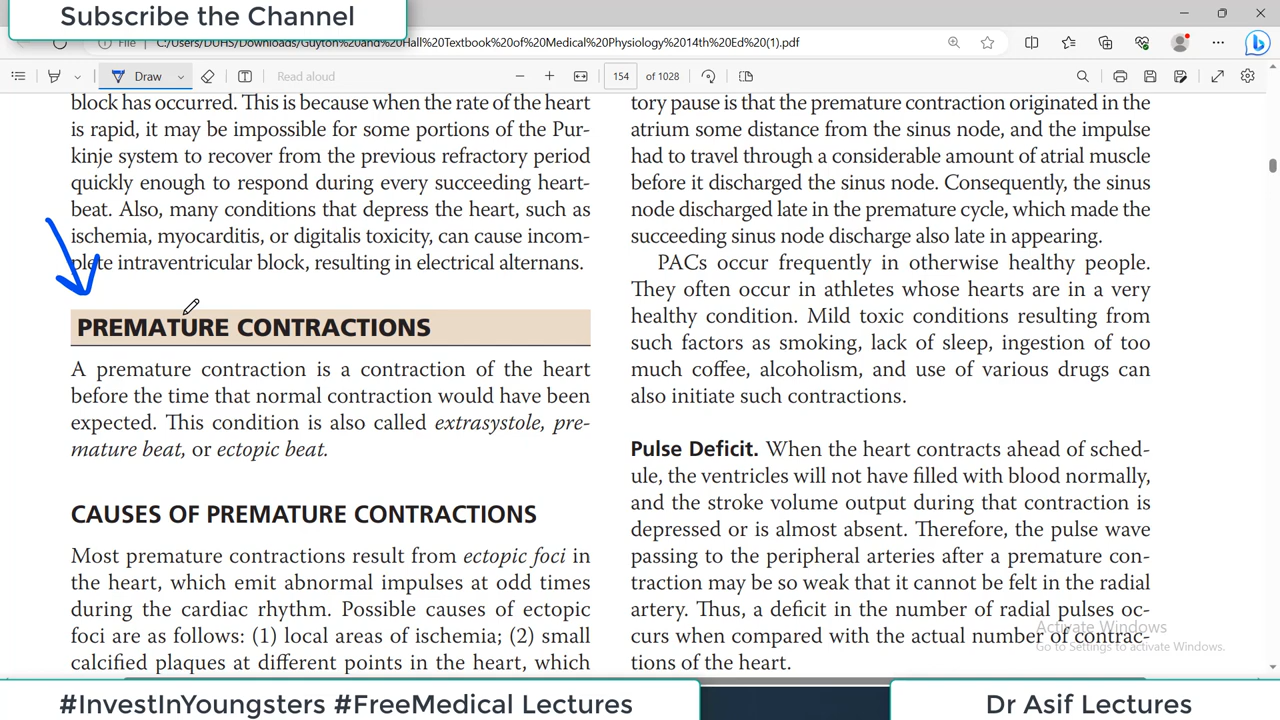 Subscribe the Channel
File
C:/Users/DUHS/Downloads/Guyton%20and%20Hall%20Textbook%20of%20Medical%20Physiology%2014th%20Ed%20(1).pdf
Draw
Read aloud
154
of 1028
block has occurred. This is because when the rate of the heart
is rapid, it may be impossible for some portions of the Pur-
kinje system to recover from the previous refractory period
quickly enough to respond during every succeeding heart-
beat. Also, many conditions that depress the heart, such as
ischemia, myocarditis, or digitalis toxicity, can cause incom-
plete intraventricular block, resulting in electrical alternans.
PREMATURE CONTRACTIONS
A premature contraction is a contraction of the heart
before the time that normal contraction would have been
expected. This condition is also called extrasystole, pre-
mature beat, or ectopic beat.
CAUSES OF PREMATURE CONTRACTIONS
Most premature contractions result from ectopic foci in
the heart, which emit abnormal impulses at odd times
during the cardiac rhythm. Possible causes of ectopic
foci are as follows: (1) local areas of ischemia; (2) small
calcified plaques at different points in the heart, which
tory pause is that the premature contraction originated in the
atrium some distance from the sinus node, and the impulse
had to travel through a considerable amount of atrial muscle
before it discharged the sinus node. Consequently, the sinus
node discharged late in the premature cycle, which made the
succeeding sinus node discharge also late in appearing.
PACs occur frequently in otherwise healthy people.
They often occur in athletes whose hearts are in a very
healthy condition. Mild toxic conditions resulting from
such factors as smoking, lack of sleep, ingestion of too
much coffee, alcoholism, and use of various drugs can
also initiate such contractions.
Pulse Deficit. When the heart contracts ahead of sched-
ule, the ventricles will not have filled with blood normally,
and the stroke volume output during that contraction is
depressed or is almost absent. Therefore, the pulse wave
passing to the peripheral arteries after a premature con-
traction may be so weak that it cannot be felt in the radial
artery. Thus, a deficit in the number of radial pulses oc-
curs when compared with the actual number of contrac-
tions of the heart.
Activate Windows
Go to Settings to activate Windows.
#InvestInYoungsters #FreeMedical Lectures
Dr Asif Lectures